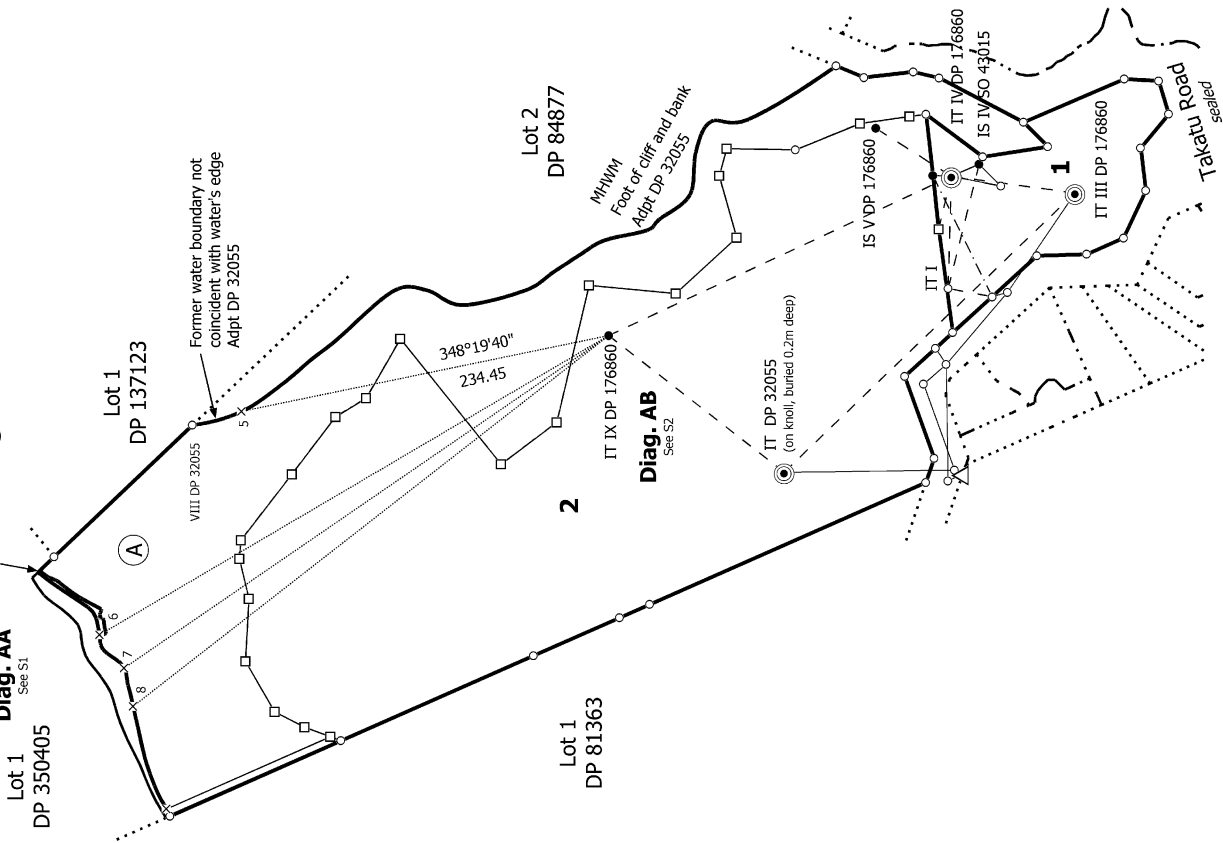 Lot 1
DP 350405
Diag. AA
See S1
Lot 1
DP 137123
Former water boundary not
coincident with water's edge
Adpt DP 32055
Lot 2
DP 84877
MHWM
Foot of cliff and bank
Adpt DP 32055
VIII DP 32055
A
5
6
7
8
348°19'40"
234.45
IT IX DP 176860
Diag. AB
See S2
2
IT DP 32055
(on knoll, buried 0.2m deep)
Lot 1
DP 81363
IS V DP 176860
IT I
IT IV DP 176860
IS IV SO 43015
1
IT III DP 176860
Takatu Road
sealed